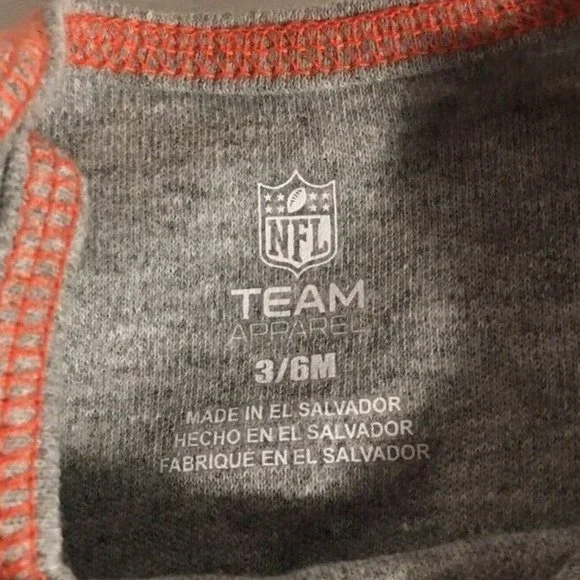 NFL
TEAM
APPAREL
3/6M
MADE IN EL SALVADOR
HECHO EN EL SALVADOR
FABRIQUE EN EL SALVADOR